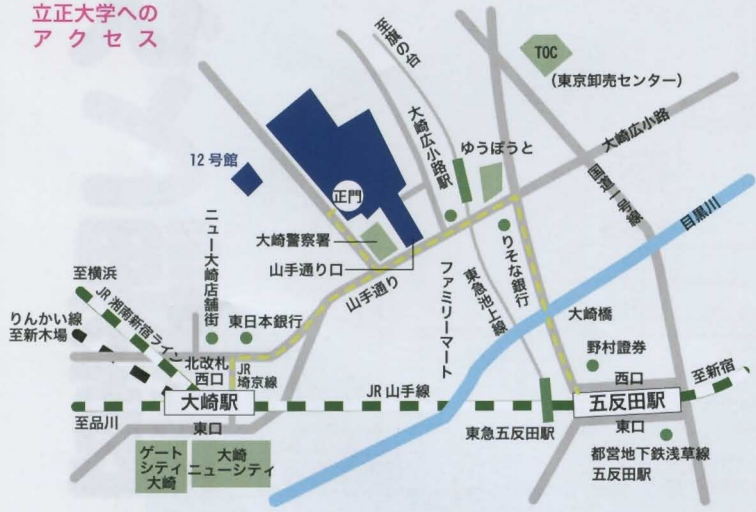 立正大学への
アクセス
至旗の台
TOC
(東京卸売センター)
大崎広小路駅
ゆうぽうと
大崎広小路
12号館
正門
国道一号線
目黒川
大崎警察署
山手通り口
ニュー大崎店舗街
山手通り
ファミリーマート
東急池上線
りそな銀行
至横浜
JR 湘南新宿ライン
りんかい線
至新木場
東日本銀行
大崎橋
野村證券
北改札
西口
JR
埼京線
大崎駅
JR 山手線
西口
五反田駅
至新宿
至品川
東口
東急五反田駅
東口
ゲート
シティ
大崎
大崎
ニューシティ
都営地下鉄浅草線
五反田駅